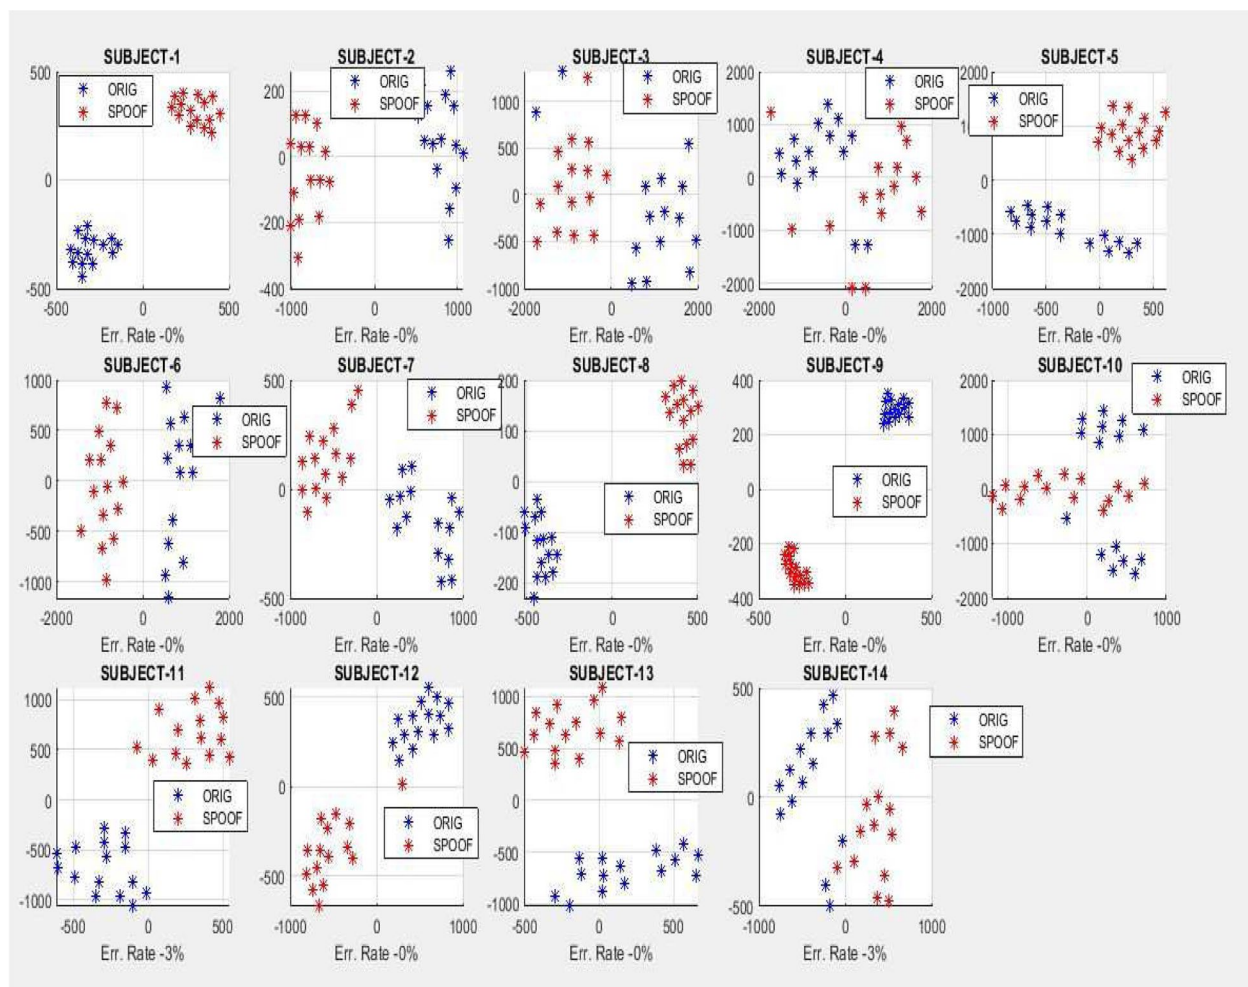 SUBJECT-1 SUBJECT-2 SUBJECT-3 SUBJECT-4 SUBJECT-5
500 200 0 -200 -400 1000 500 0 -500 -1000 2000 1000 0 -1000 -2000 2000 0 -1000 -2000
0
-500
ORIG ORIG ORIG ORIG ORIG
SPOOF SPOOF SPOOF SPOOF SPOOF
-500 0 500 -1000 0 1000 -2000 0 2000 -2000 0 2000 -1000 -500 0 500
Err. Rate -0% Err. Rate -0% Err. Rate -0% Err. Rate -0% Err. Rate -0%
SUBJECT-6 SUBJECT-7 SUBJECT-8 SUBJECT-9 SUBJECT-10
1000 500 200 400 2000
500 100 200 1000
0 0 0 0 0
-500 -100 -200 -1000
-1000 -500 -200 -400 -2000
ORIG ORIG ORIG ORIG ORIG
SPOOF SPOOF SPOOF SPOOF SPOOF
-2000 0 2000 -1000 0 1000 -500 0 500 -500 0 500 -1000 0 1000
Err. Rate -0% Err. Rate -0% Err. Rate -0% Err. Rate -0% Err. Rate -0%
SUBJECT-11 SUBJECT-12 SUBJECT-13 SUBJECT-14
1000 500 1000 500
500 0 500 0
0 -500 0 -500
-500 -500
-1000 -1000
ORIG ORIG ORIG ORIG
SPOOF SPOOF SPOOF SPOOF
-500 0 500 -1000 0 1000 -500 0 500 -1000 0 1000
Err. Rate -3% Err. Rate -0% Err. Rate -0% Err. Rate -3%